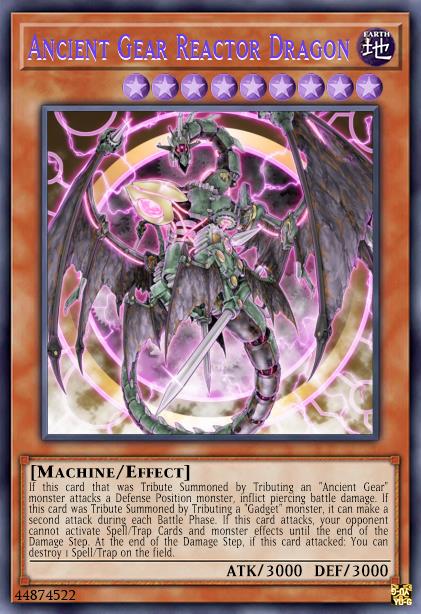 ANCIENT GEAR REACTOR DRAGON
EARTH
地
[MACHINE/EFFECT]
If this card that was Tribute Summoned by Tributing an "Ancient Gear"
monster attacks a Defense Position monster, inflict piercing battle damage. If
this card was Tribute Summoned by Tributing a "Gadget" monster, it can make a
second attack during each Battle Phase. If this card attacks, your opponent
cannot activate Spell/Trap Cards and monster effects until the end of the
Damage Step. At the end of the Damage Step, if this card attacked: You can
destroy 1 Spell/Trap on the field.
ATK/3000 DEF/3000
44874522